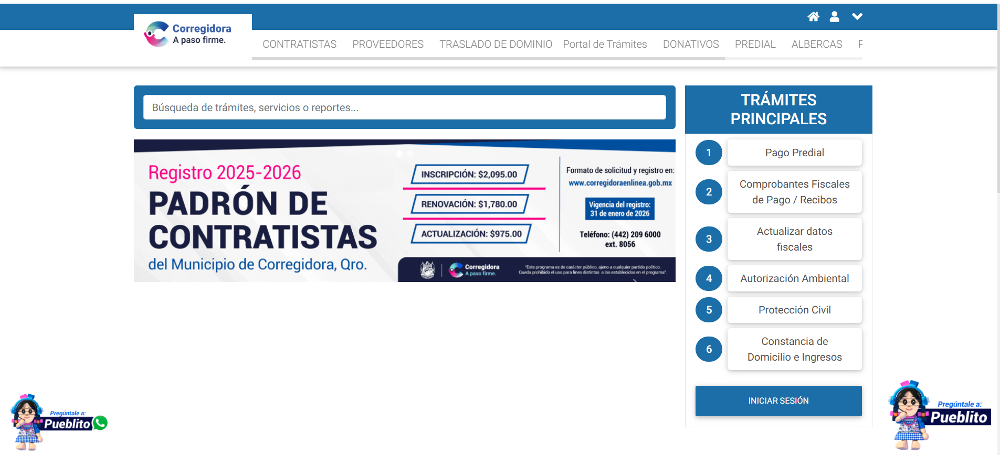 Corregidora
A paso firme.
CONTRATISTAS PROVEEDORES TRASLADO DE DOMINIO Portal de Trámites DONATIVOS PREDIAL ALBERCAS
Búsqueda de trámites, servicios o reportes...
Registro 2025-2026
PADRÓN DE
CONTRATISTAS
del Municipio de Corregidora, Qro.
INSCRIPCIÓN: $2,095.00
RENOVACIÓN: $1,780.00
ACTUALIZACIÓN: $975.00
Formato de solicitud y registro en:
www.corregidoraenlinea.gob.mx
Vigencia del registro:
31 de enero de 2026
Teléfono: (442) 209 6000
ext. 8056
Corregidora
A paso firme.
"Este programa es de carácter público, ajeno a cualquier partido político.
Queda prohibido el uso para fines distintos a los establecidos en el programa".
TRÁMITES
PRINCIPALES
1 Pago Predial
2 Comprobantes Fiscales
de Pago / Recibos
3 Actualizar datos
fiscales
4 Autorización Ambiental
5 Protección Civil
6 Constancia de
Domicilio e Ingresos
INICIAR SESIÓN
Pregúntale a:
Pueblito
Pregúntale a:
Pueblito